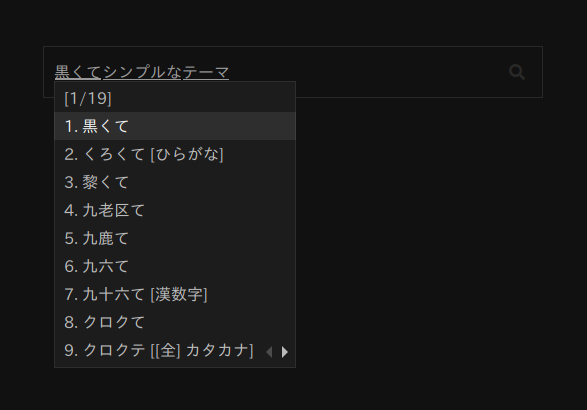 黒くてシンプルなテーマ
[1/19]
1. 黒くて
2. くろくて [ひらがな]
3. 黎くて
4. 九老区て
5. 九鹿て
6. 九六て
7. 九十六て [漢数字]
8. クロクて
9. クロクテ [[全] カタカナ]